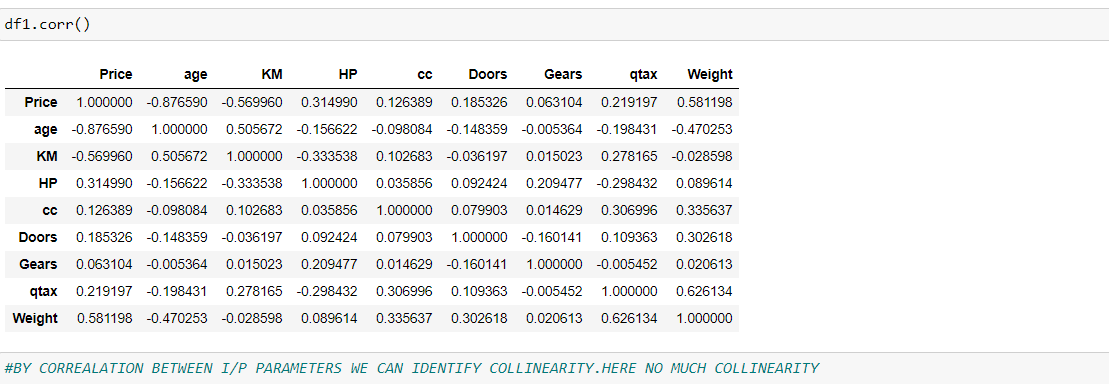 df1.corr()
Price age KM HP cc Doors Gears qtax Weight
Price 1.000000 -0.876590 -0.569960 0.314990 0.126389 0.185326 0.063104 0.219197 0.581198
age -0.876590 1.000000 0.505672 -0.156622 -0.098084 -0.148359 -0.005364 -0.198431 -0.470253
KM -0.569960 0.505672 1.000000 -0.333538 0.102683 -0.036197 0.015023 0.278165 -0.028598
HP 0.314990 -0.156622 -0.333538 1.000000 0.035856 0.092424 0.209477 -0.298432 0.089614
cc 0.126389 -0.098084 0.102683 0.035856 1.000000 0.079903 0.014629 0.306996 0.335637
Doors 0.185326 -0.148359 -0.036197 0.092424 0.079903 1.000000 -0.160141 0.109363 0.302618
Gears 0.063104 -0.005364 0.015023 0.209477 0.014629 -0.160141 1.000000 -0.005452 0.020613
qtax 0.219197 -0.198431 0.278165 -0.298432 0.306996 0.109363 -0.005452 1.000000 0.626134
Weight 0.581198 -0.470253 -0.028598 0.089614 0.335637 0.302618 0.020613 0.626134 1.000000
#BY CORREALATION BETWEEN I/P PARAMETERS WE CAN IDENTIFY COLLINEARITY.HERE NO MUCH COLLINEARITY